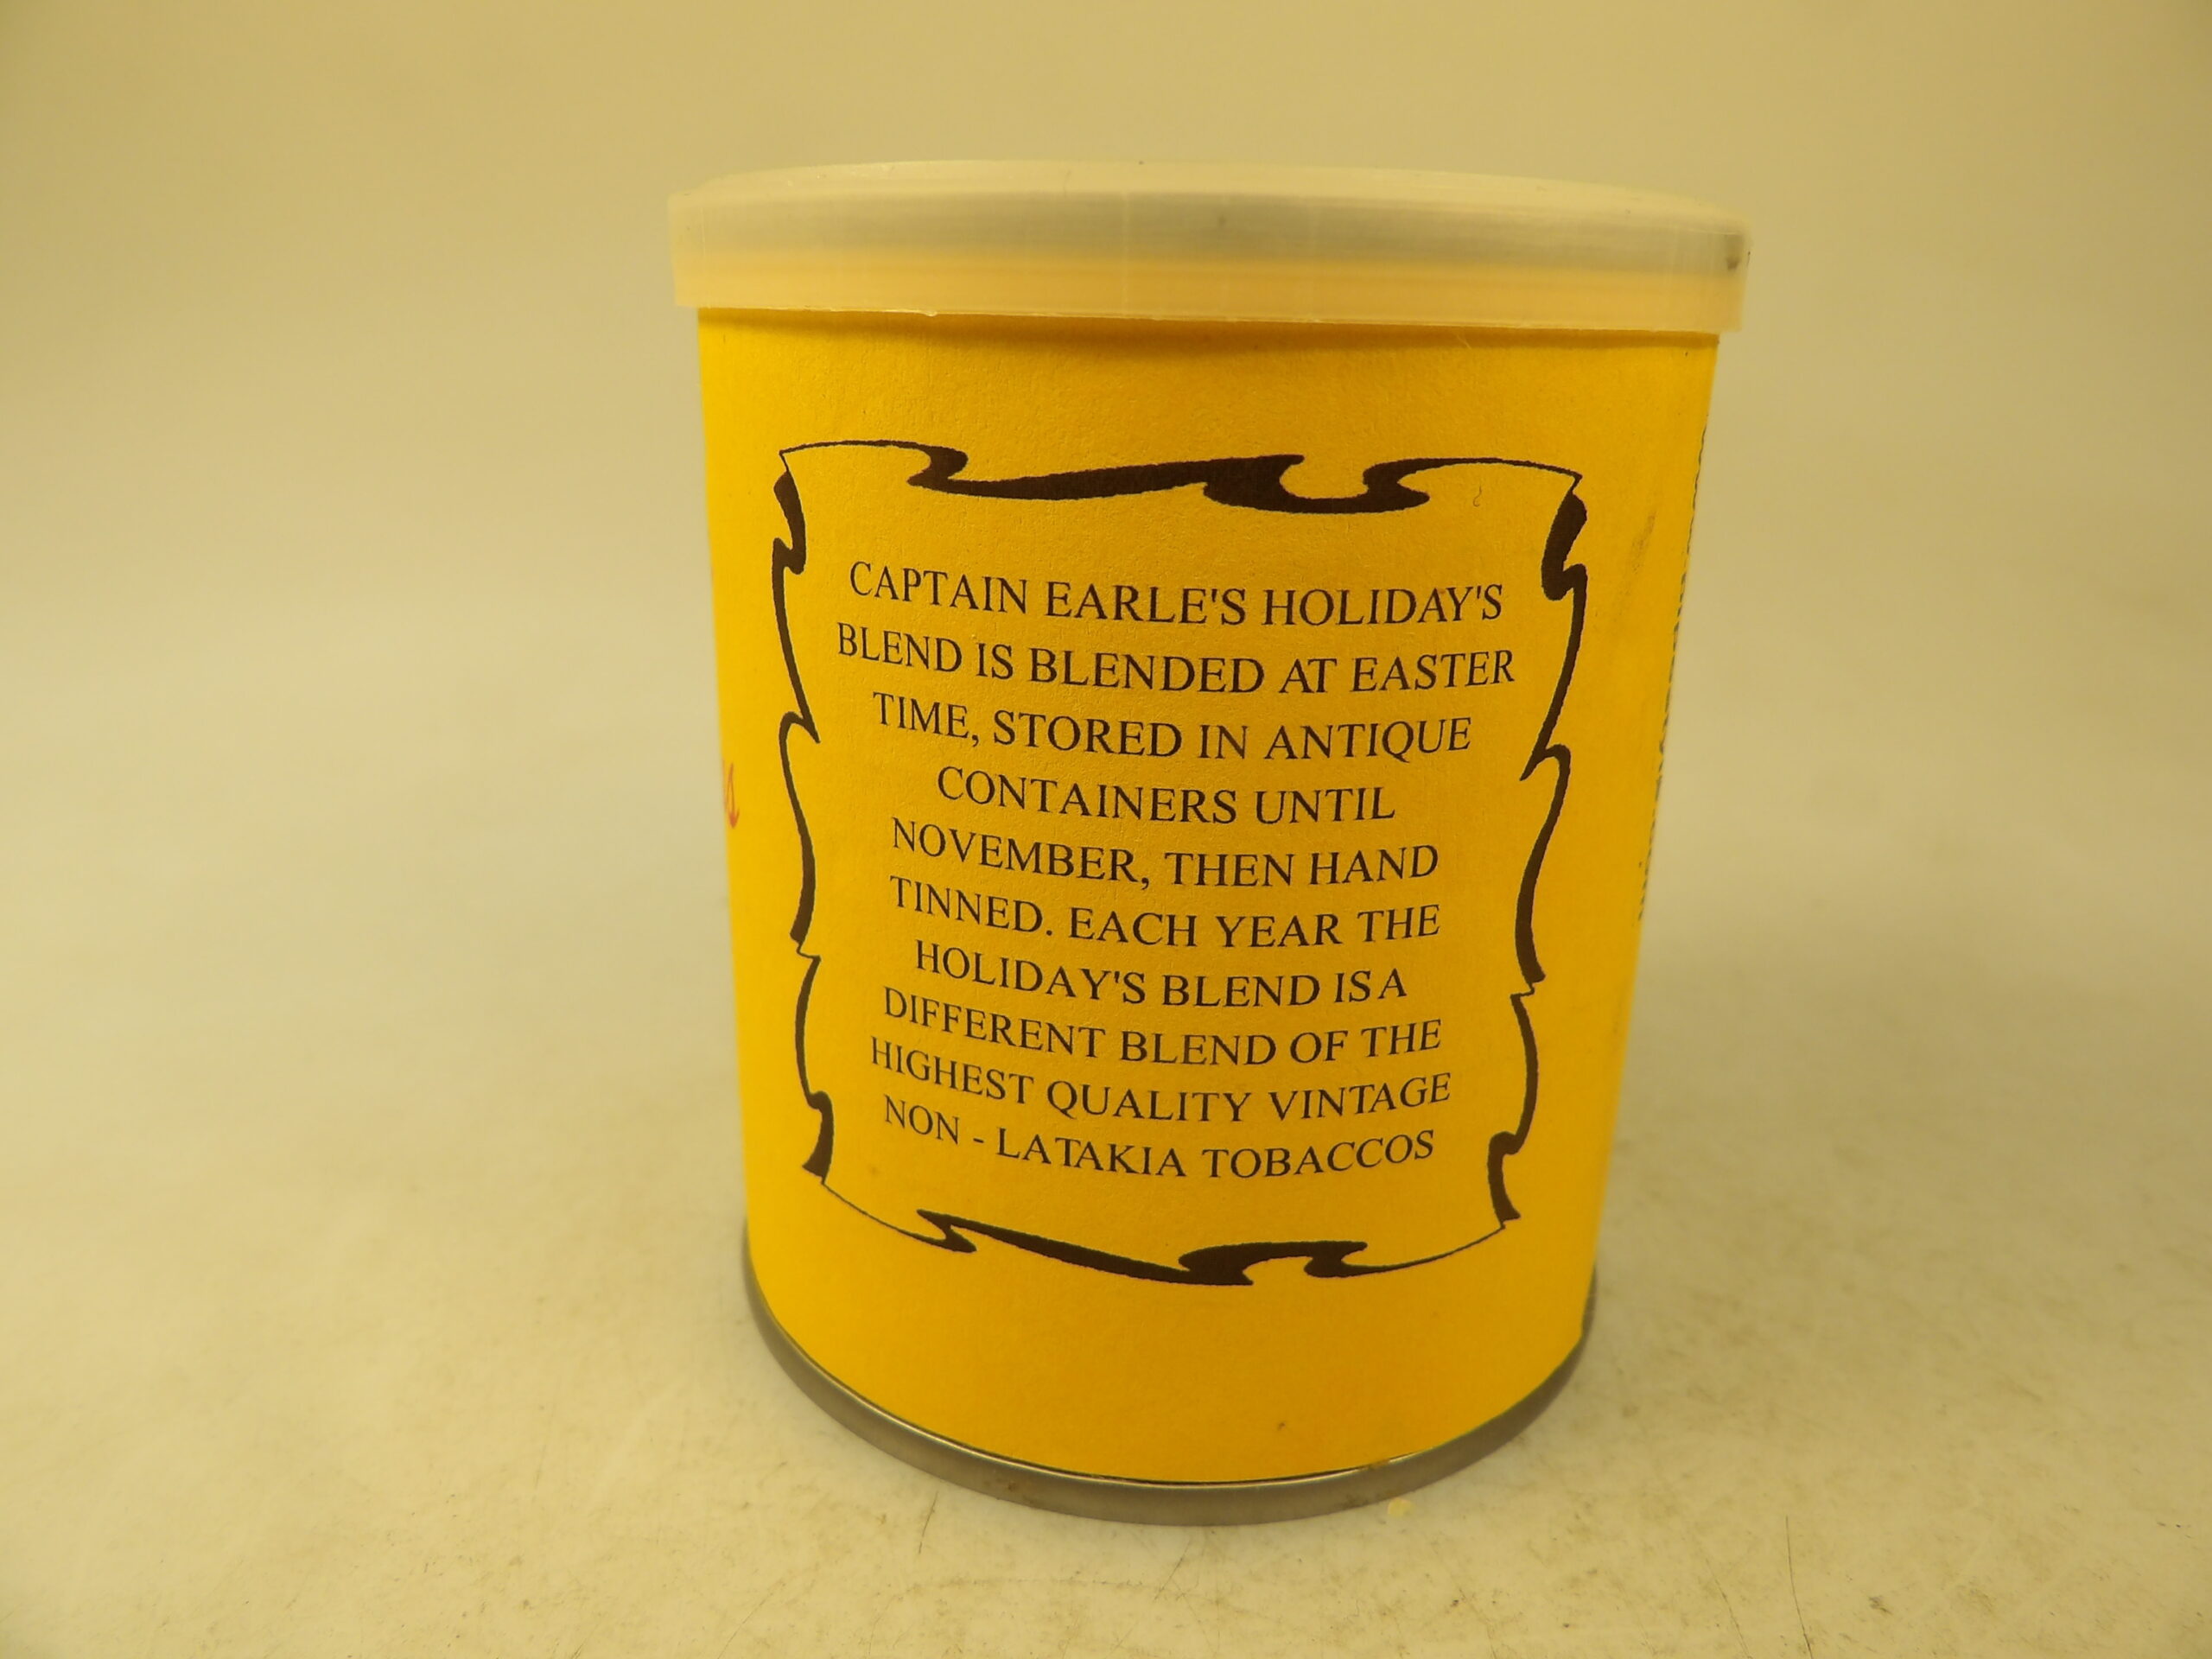 CAPTAIN EARLE'S HOLIDAY'S
BLEND IS BLENDED AT EASTER
TIME, STORED IN ANTIQUE
CONTAINERS UNTIL
NOVEMBER, THEN HAND
TINNED. EACH YEAR THE
HOLIDAY'S BLEND IS A
DIFFERENT BLEND OF THE
HIGHEST QUALITY VINTAGE
NON - LATAKIA TOBACCOS